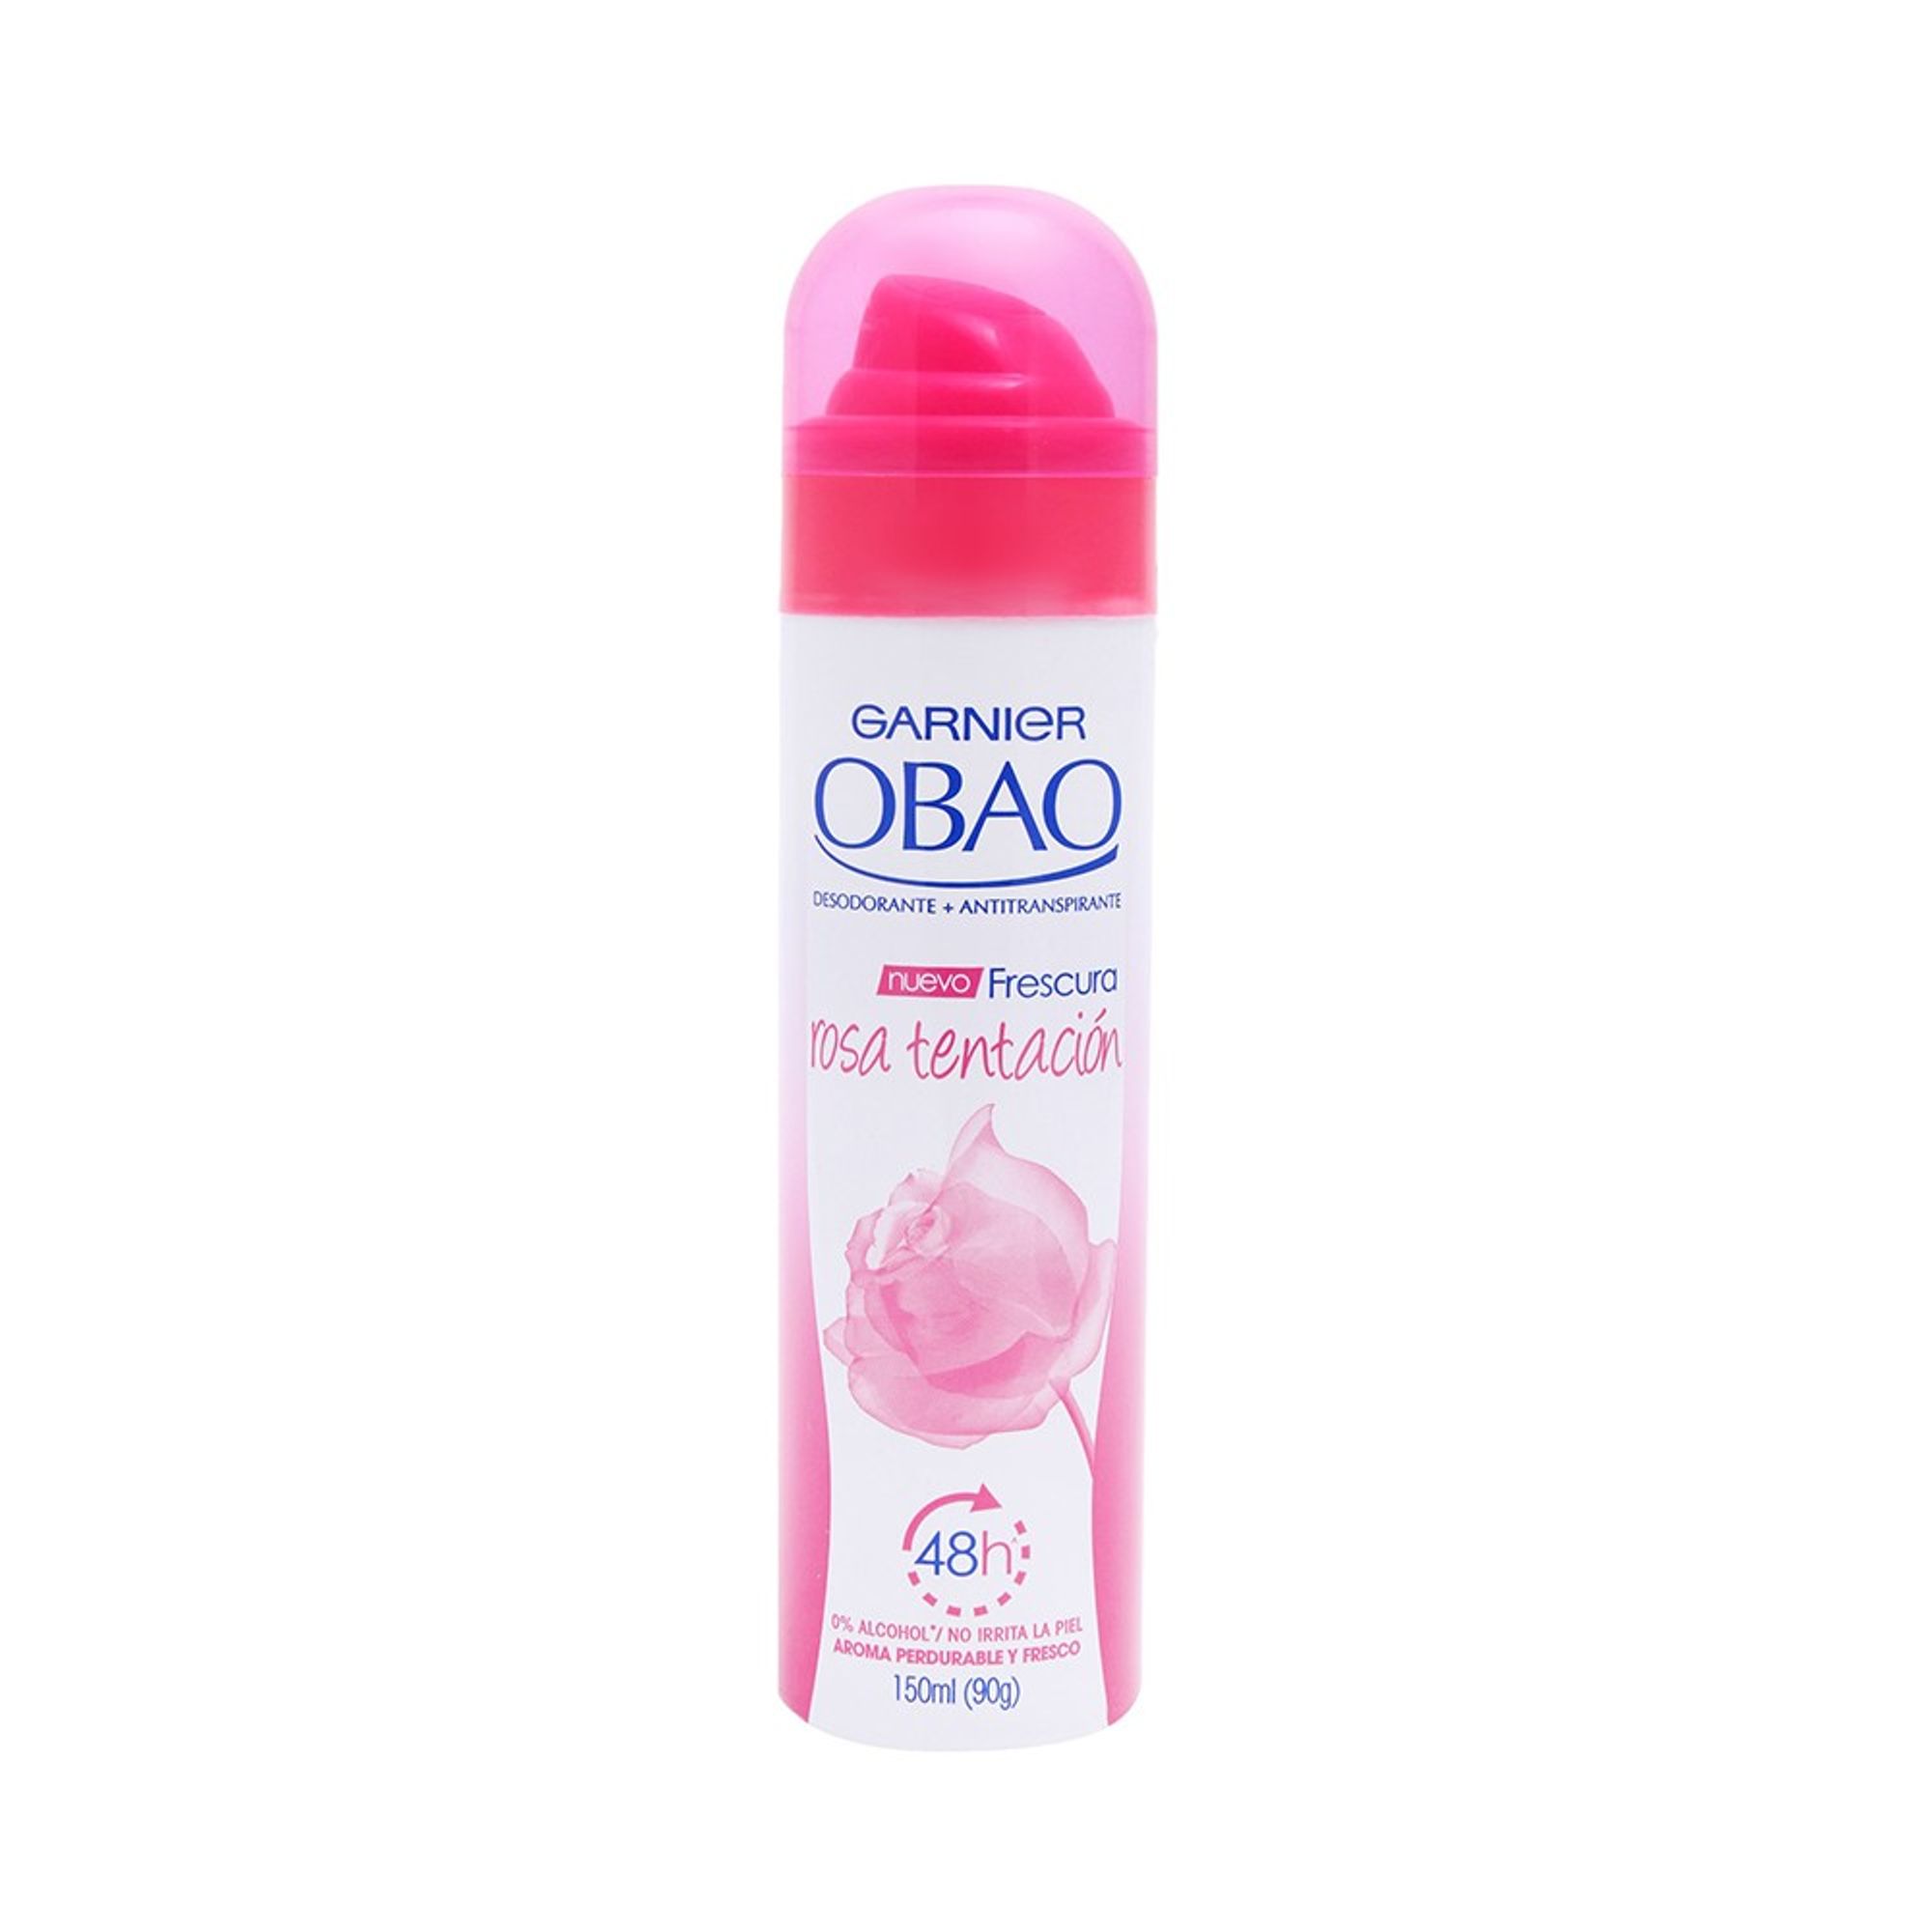 GARNIER
OBAO
DESODORANTE + ANTITRANSPIRANTE
nuevo Frescura
rosa tentación
48h^
0% ALCOHOL*/ NO IRRITA LA PIEL
AROMA PERDURABLE Y FRESCO
150ml (90g)